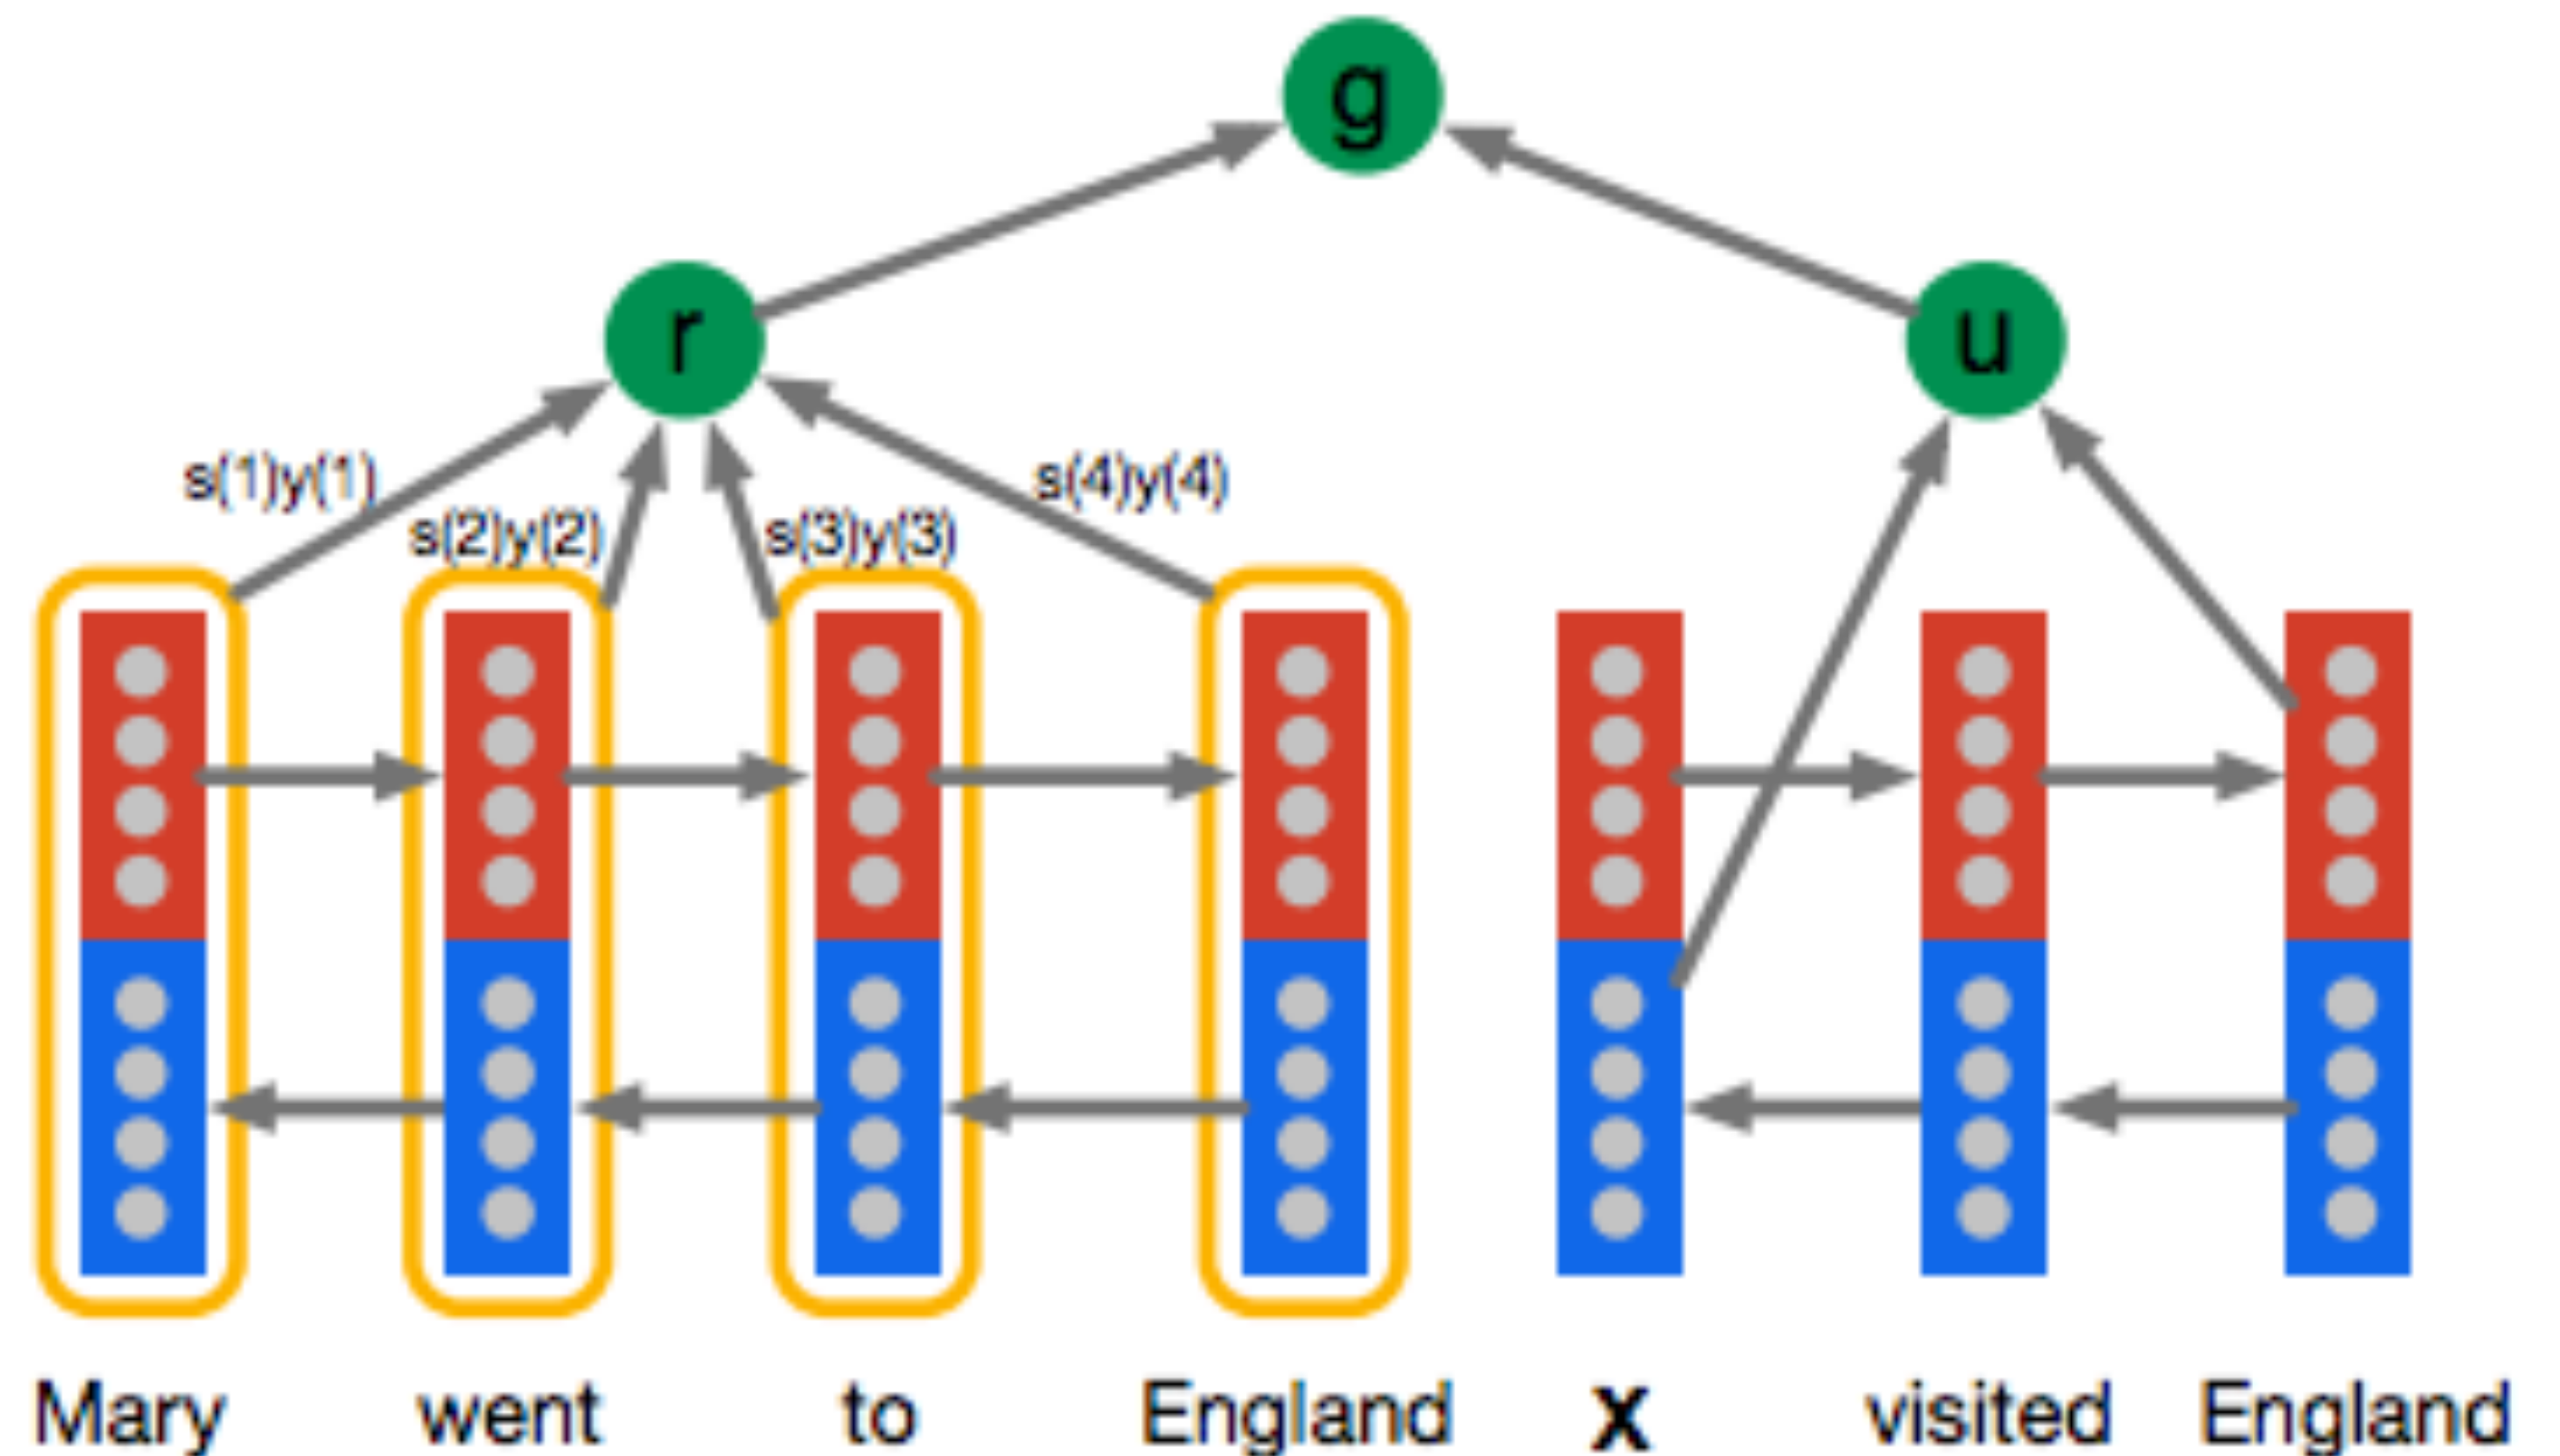 g
r
u
s(1)y(1)
s(4)y(4)
s(2)y(2)
s(3)y(3)
Mary went to England X visited England